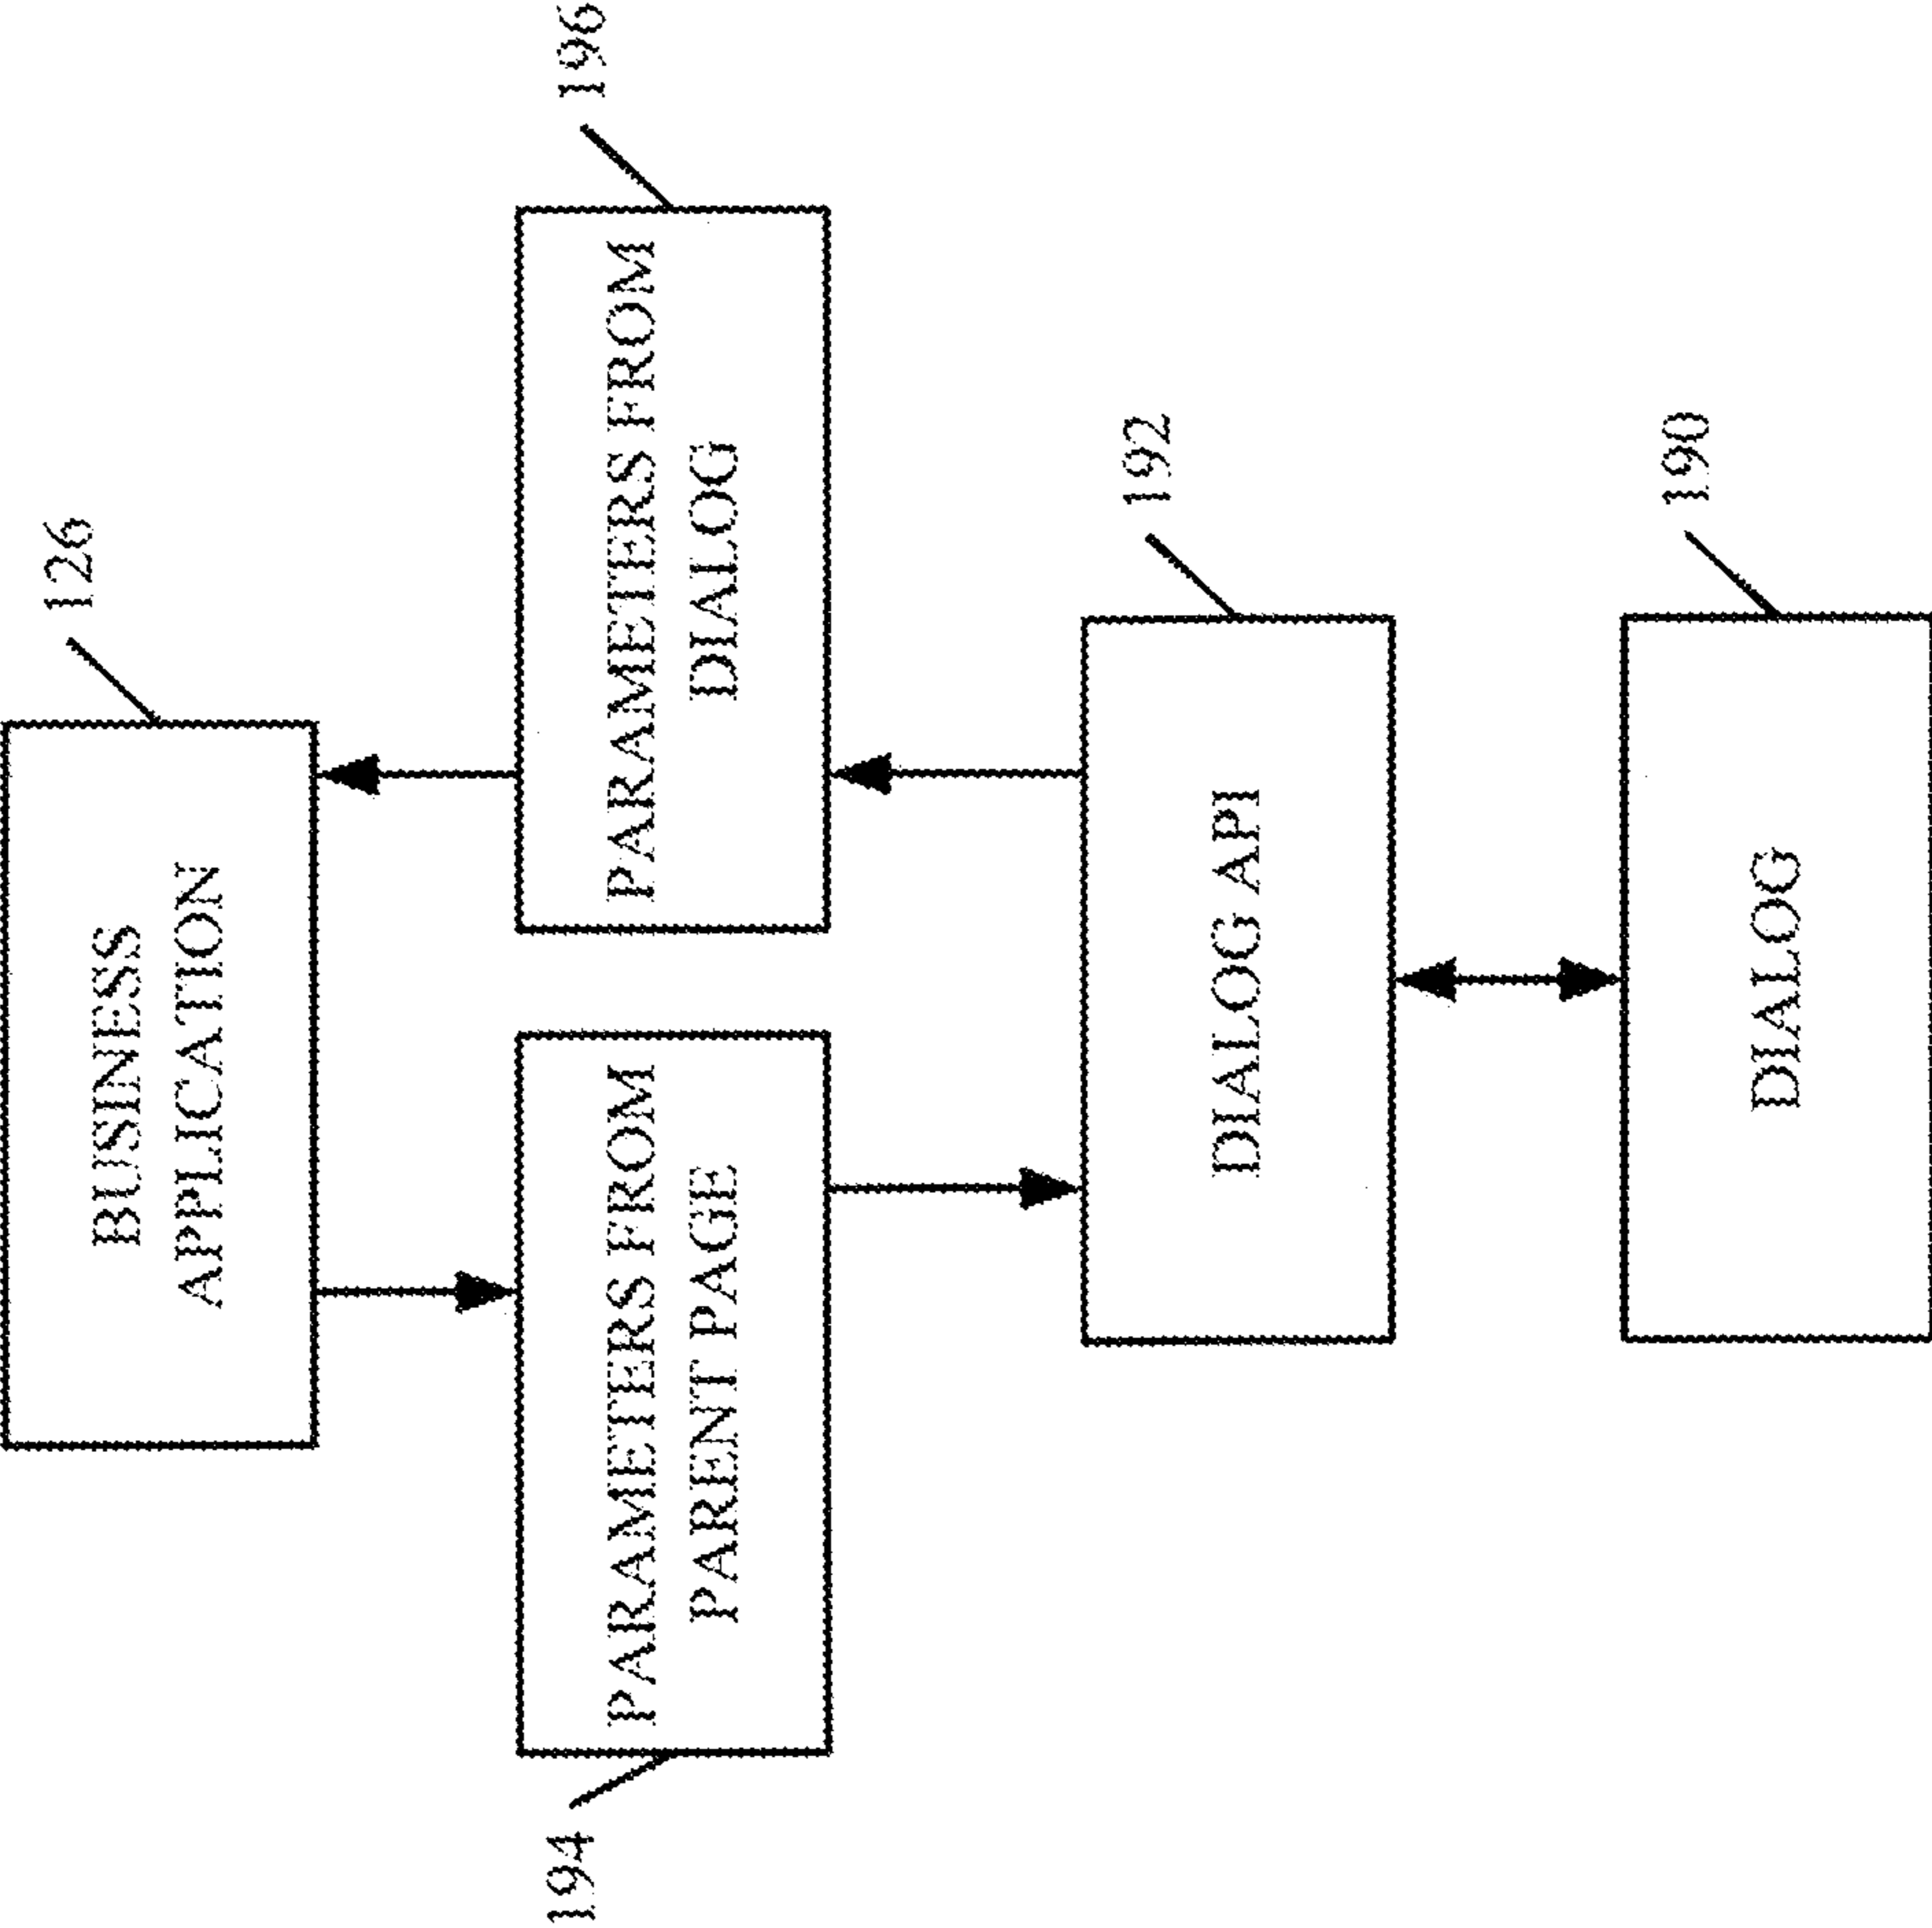 126
BUSINESS
APPLICATION
194
PARAMETERS FROM
PARENT PAGE
PARAMETERS FROM
DIALOG
196
192
DIALOG API
190
DIALOG